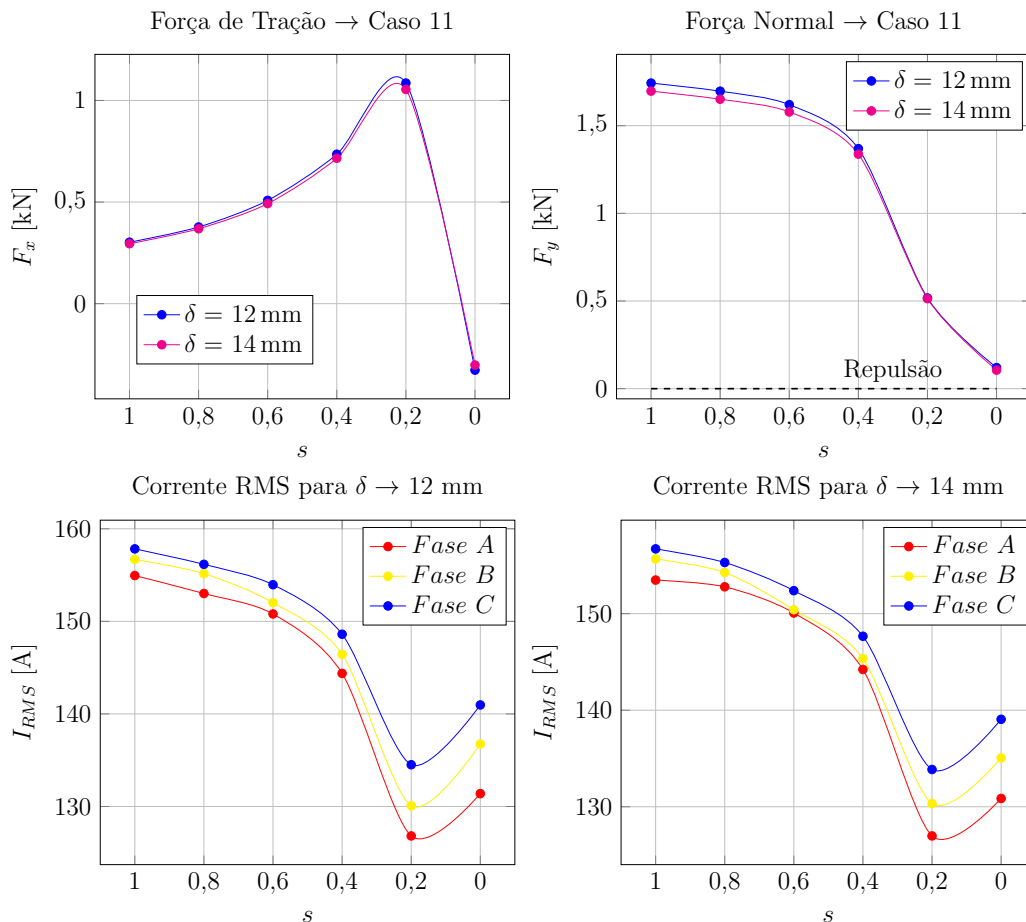 Força de Tração → Caso 11
1
0,5
0
F_x [kN]
δ = 12 mm
δ = 14 mm
1 0,8 0,6 0,4 0,2 0
s
Força Normal → Caso 11
1,5
1
0,5
0
F_y [kN]
δ = 12 mm
δ = 14 mm
Repulsão
1 0,8 0,6 0,4 0,2 0
s
Corrente RMS para δ → 12 mm
160
150
140
130
I_{RMS} [A]
Fase A
Fase B
Fase C
1 0,8 0,6 0,4 0,2 0
s
Corrente RMS para δ → 14 mm
150
140
130
I_{RMS} [A]
Fase A
Fase B
Fase C
1 0,8 0,6 0,4 0,2 0
s